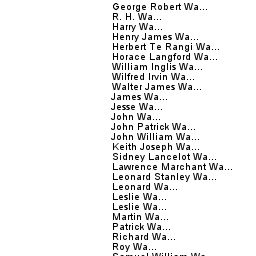 George Robert Wa...
R. H. Wa...
Harry Wa...
Henry James Wa...
Herbert Te Rangi Wa...
Horace Langford Wa...
William Inglis Wa...
Wilfred Irvin Wa...
Walter James Wa...
James Wa...
Jesse Wa...
John Wa...
John Patrick Wa...
John William Wa...
Keith Joseph Wa...
Sidney Lancelot Wa...
Lawrence Marchant Wa...
Leonard Stanley Wa...
Leonard Wa...
Leslie Wa...
Leslie Wa...
Martin Wa...
Patrick Wa...
Richard Wa...
Roy Wa...
Samuel William Wa...